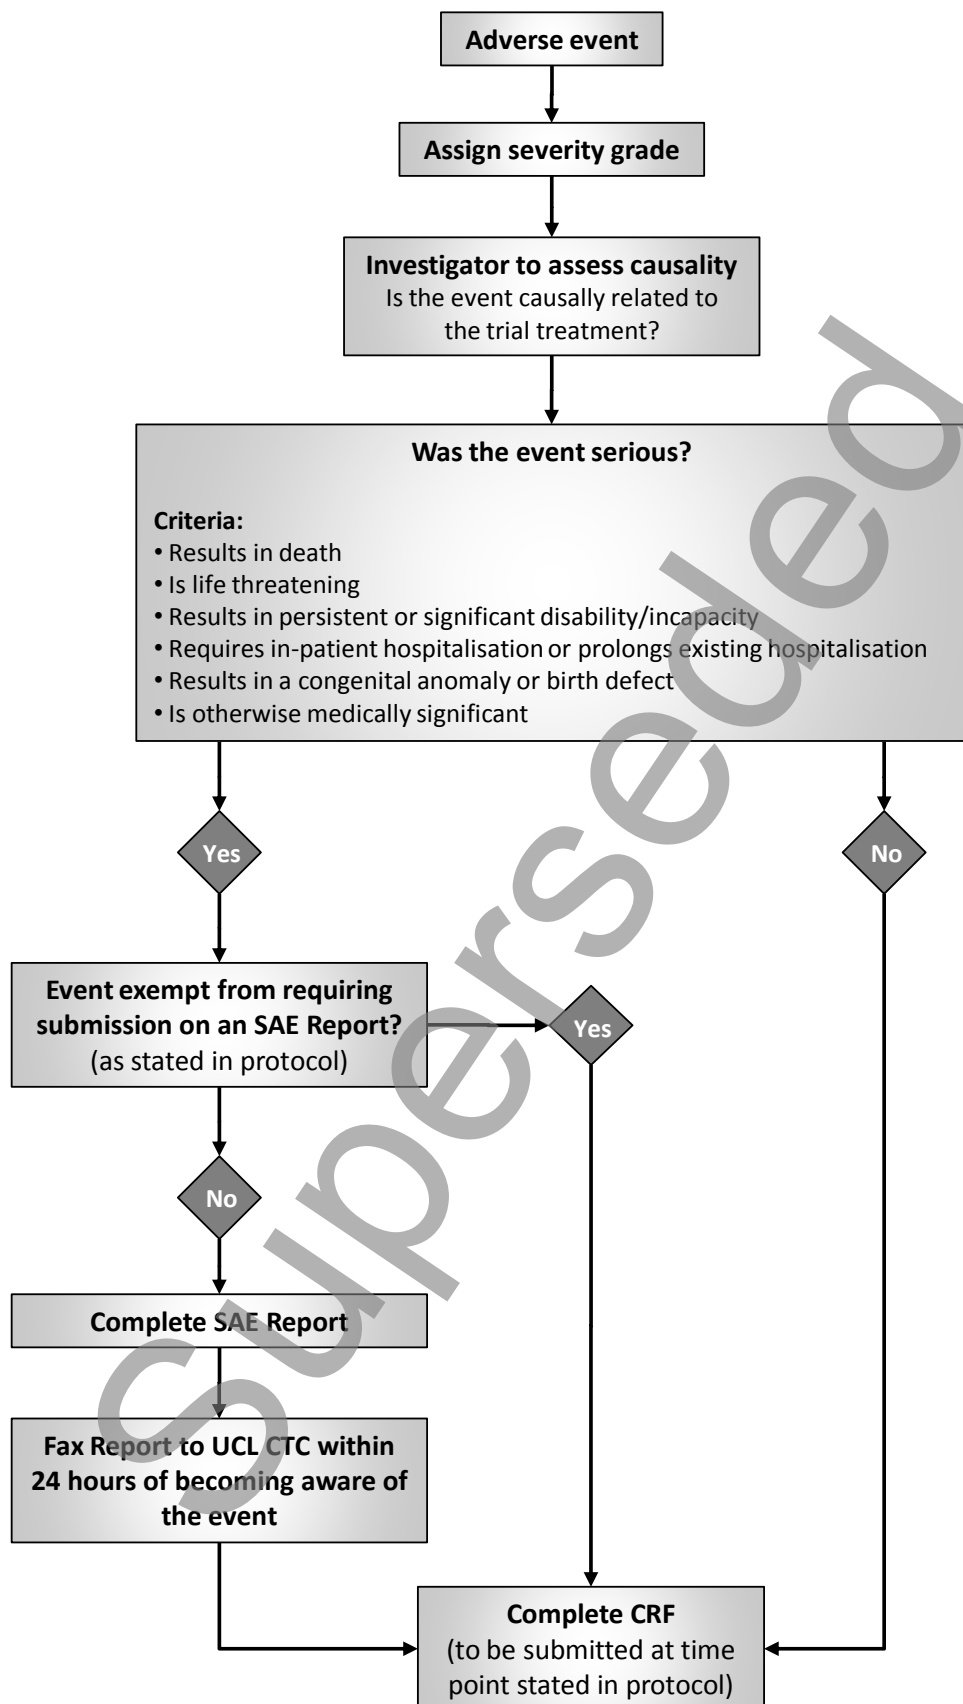 Adverse event
Assign severity grade
Investigator to assess causality
Is the event causally related to
the trial treatment?
Was the event serious?
Criteria:
• Results in death
• Is life threatening
• Results in persistent or significant disability/incapacity
• Requires in-patient hospitalisation or prolongs existing hospitalisation
• Results in a congenital anomaly or birth defect
• Is otherwise medically significant
Yes
No
Event exempt from requiring
submission on an SAE Report?
(as stated in protocol)
Yes
No
Complete SAE Report
Fax Report to UCL CTC within
24 hours of becoming aware of
the event
Complete CRF
(to be submitted at time
point stated in protocol)
Superseded